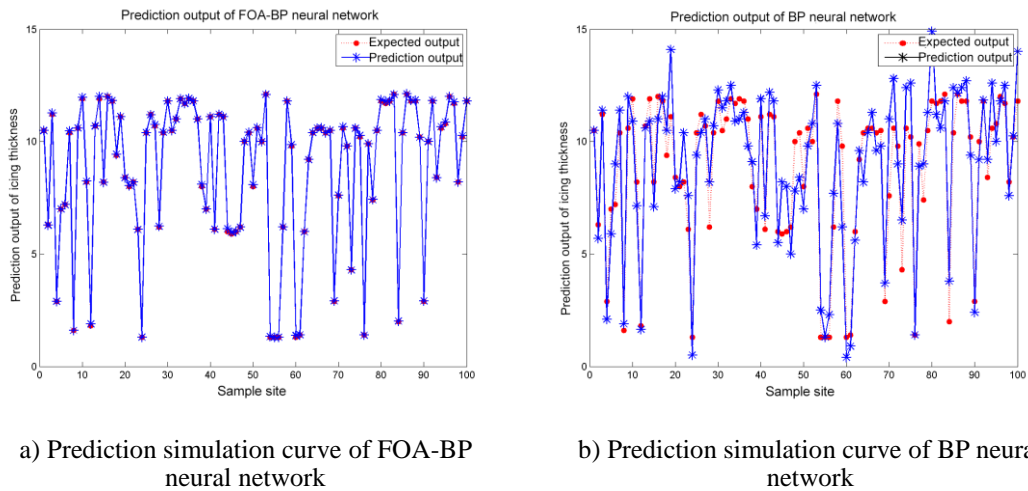 Prediction output of FOA-BP neural network
Expected output
Prediction output
Prediction output of icing thickness
15
10
5
0
0 10 20 30 40 50 60 70 80 90 100
Sample site
a) Prediction simulation curve of FOA-BP
neural network
Prediction output of BP neural network
Expected output
Prediction output
Prediction output of icing thickness
15
10
5
0
0 10 20 30 40 50 60 70 80 90 100
Sample site
b) Prediction simulation curve of BP neura
network